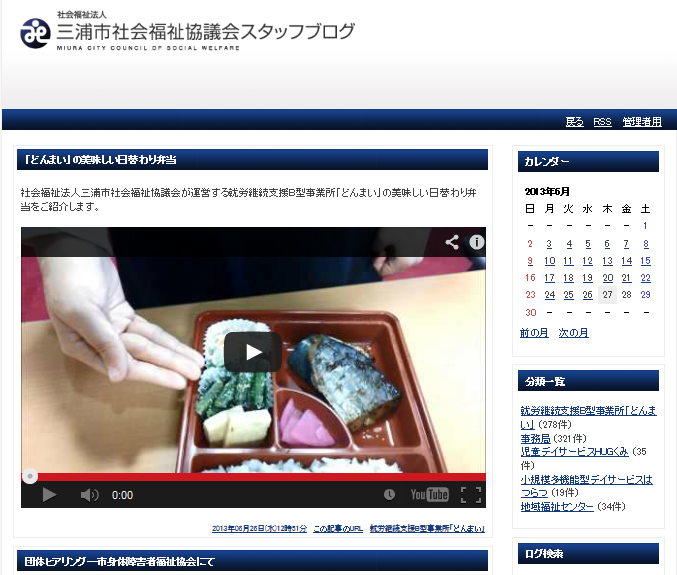 社会福祉法人
三浦市社会福祉協議会スタッフブログ
MIURA CITY COUNCIL OF SOCIAL WELFARE
戻る RSS 管理者用
「どんまい」の美味しい日替わり弁当
社会福祉法人三浦市社会福祉協議会が運営する就労継続支援B型事業所「どんまい」の美味しい日替わり弁
当をご紹介します。
0:00
YouTube
2013年06月26日(水)12時51分 この記事のURL 就労継続支援B型事業所「どんまい」
団体ヒアリング―市身体障害者福祉協会にて
カレンダー
2013年6月
日 月 火 水 木 金 土
- - - - - - 1
2 3 4 5 6 7 8
9 10 11 12 13 14 15
16 17 18 19 20 21 22
23 24 25 26 27 28 29
30 - - - - - -
前の月 次の月
分類一覧
就労継続支援B型事業所「どんま
い」 (278件)
事務局 (321件)
児童デイサービスHUGくみ (35
件)
小規模多機能型デイサービスは
つらつ (19件)
地域福祉センター (34件)
ログ検索